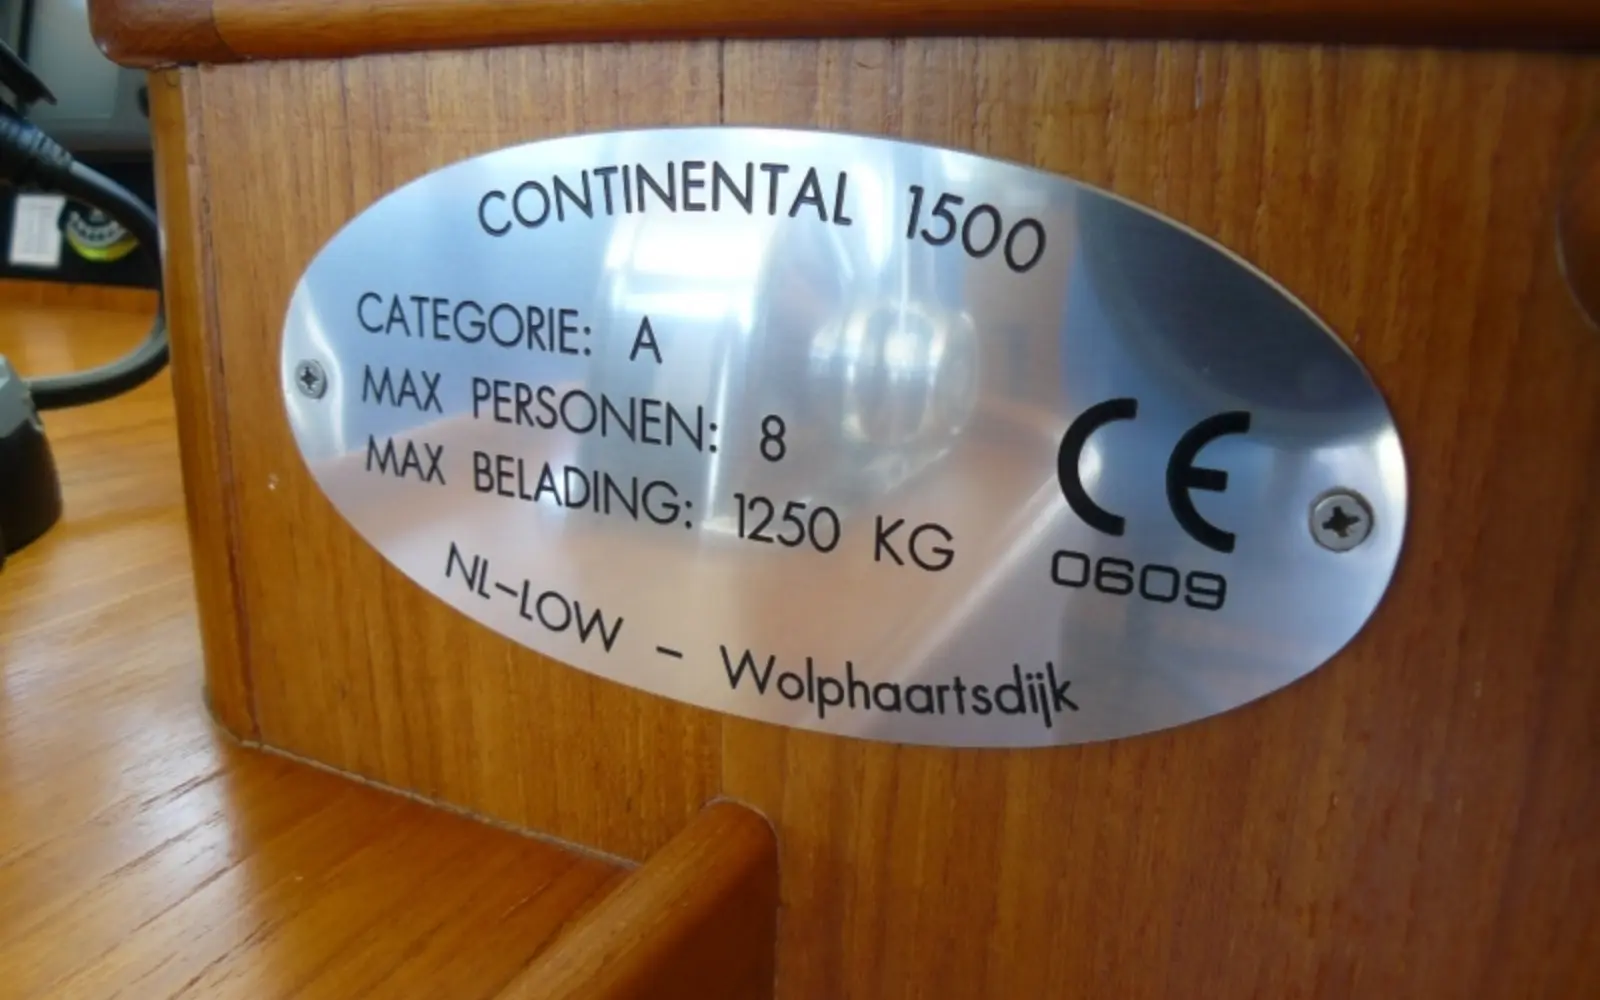 CONTINENTAL 1500
CATEGORIE: A
MAX PERSONEN: 8
MAX BELADING: 1250 KG
CE
0609
NL-LOW - Wolphaartsdijk